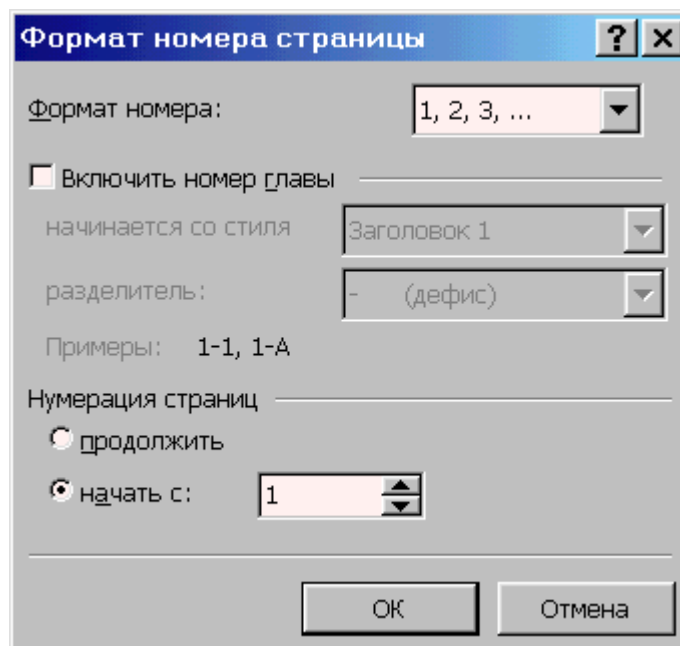 Формат номера страницы
Формат номера: 1, 2, 3, ...
Включить номер главы
начинается со стиля Заголовок 1
разделитель: - (дефис)
Примеры: 1-1, 1-A
Нумерация страниц
продолжить
начать с: 1
ОК Отмена